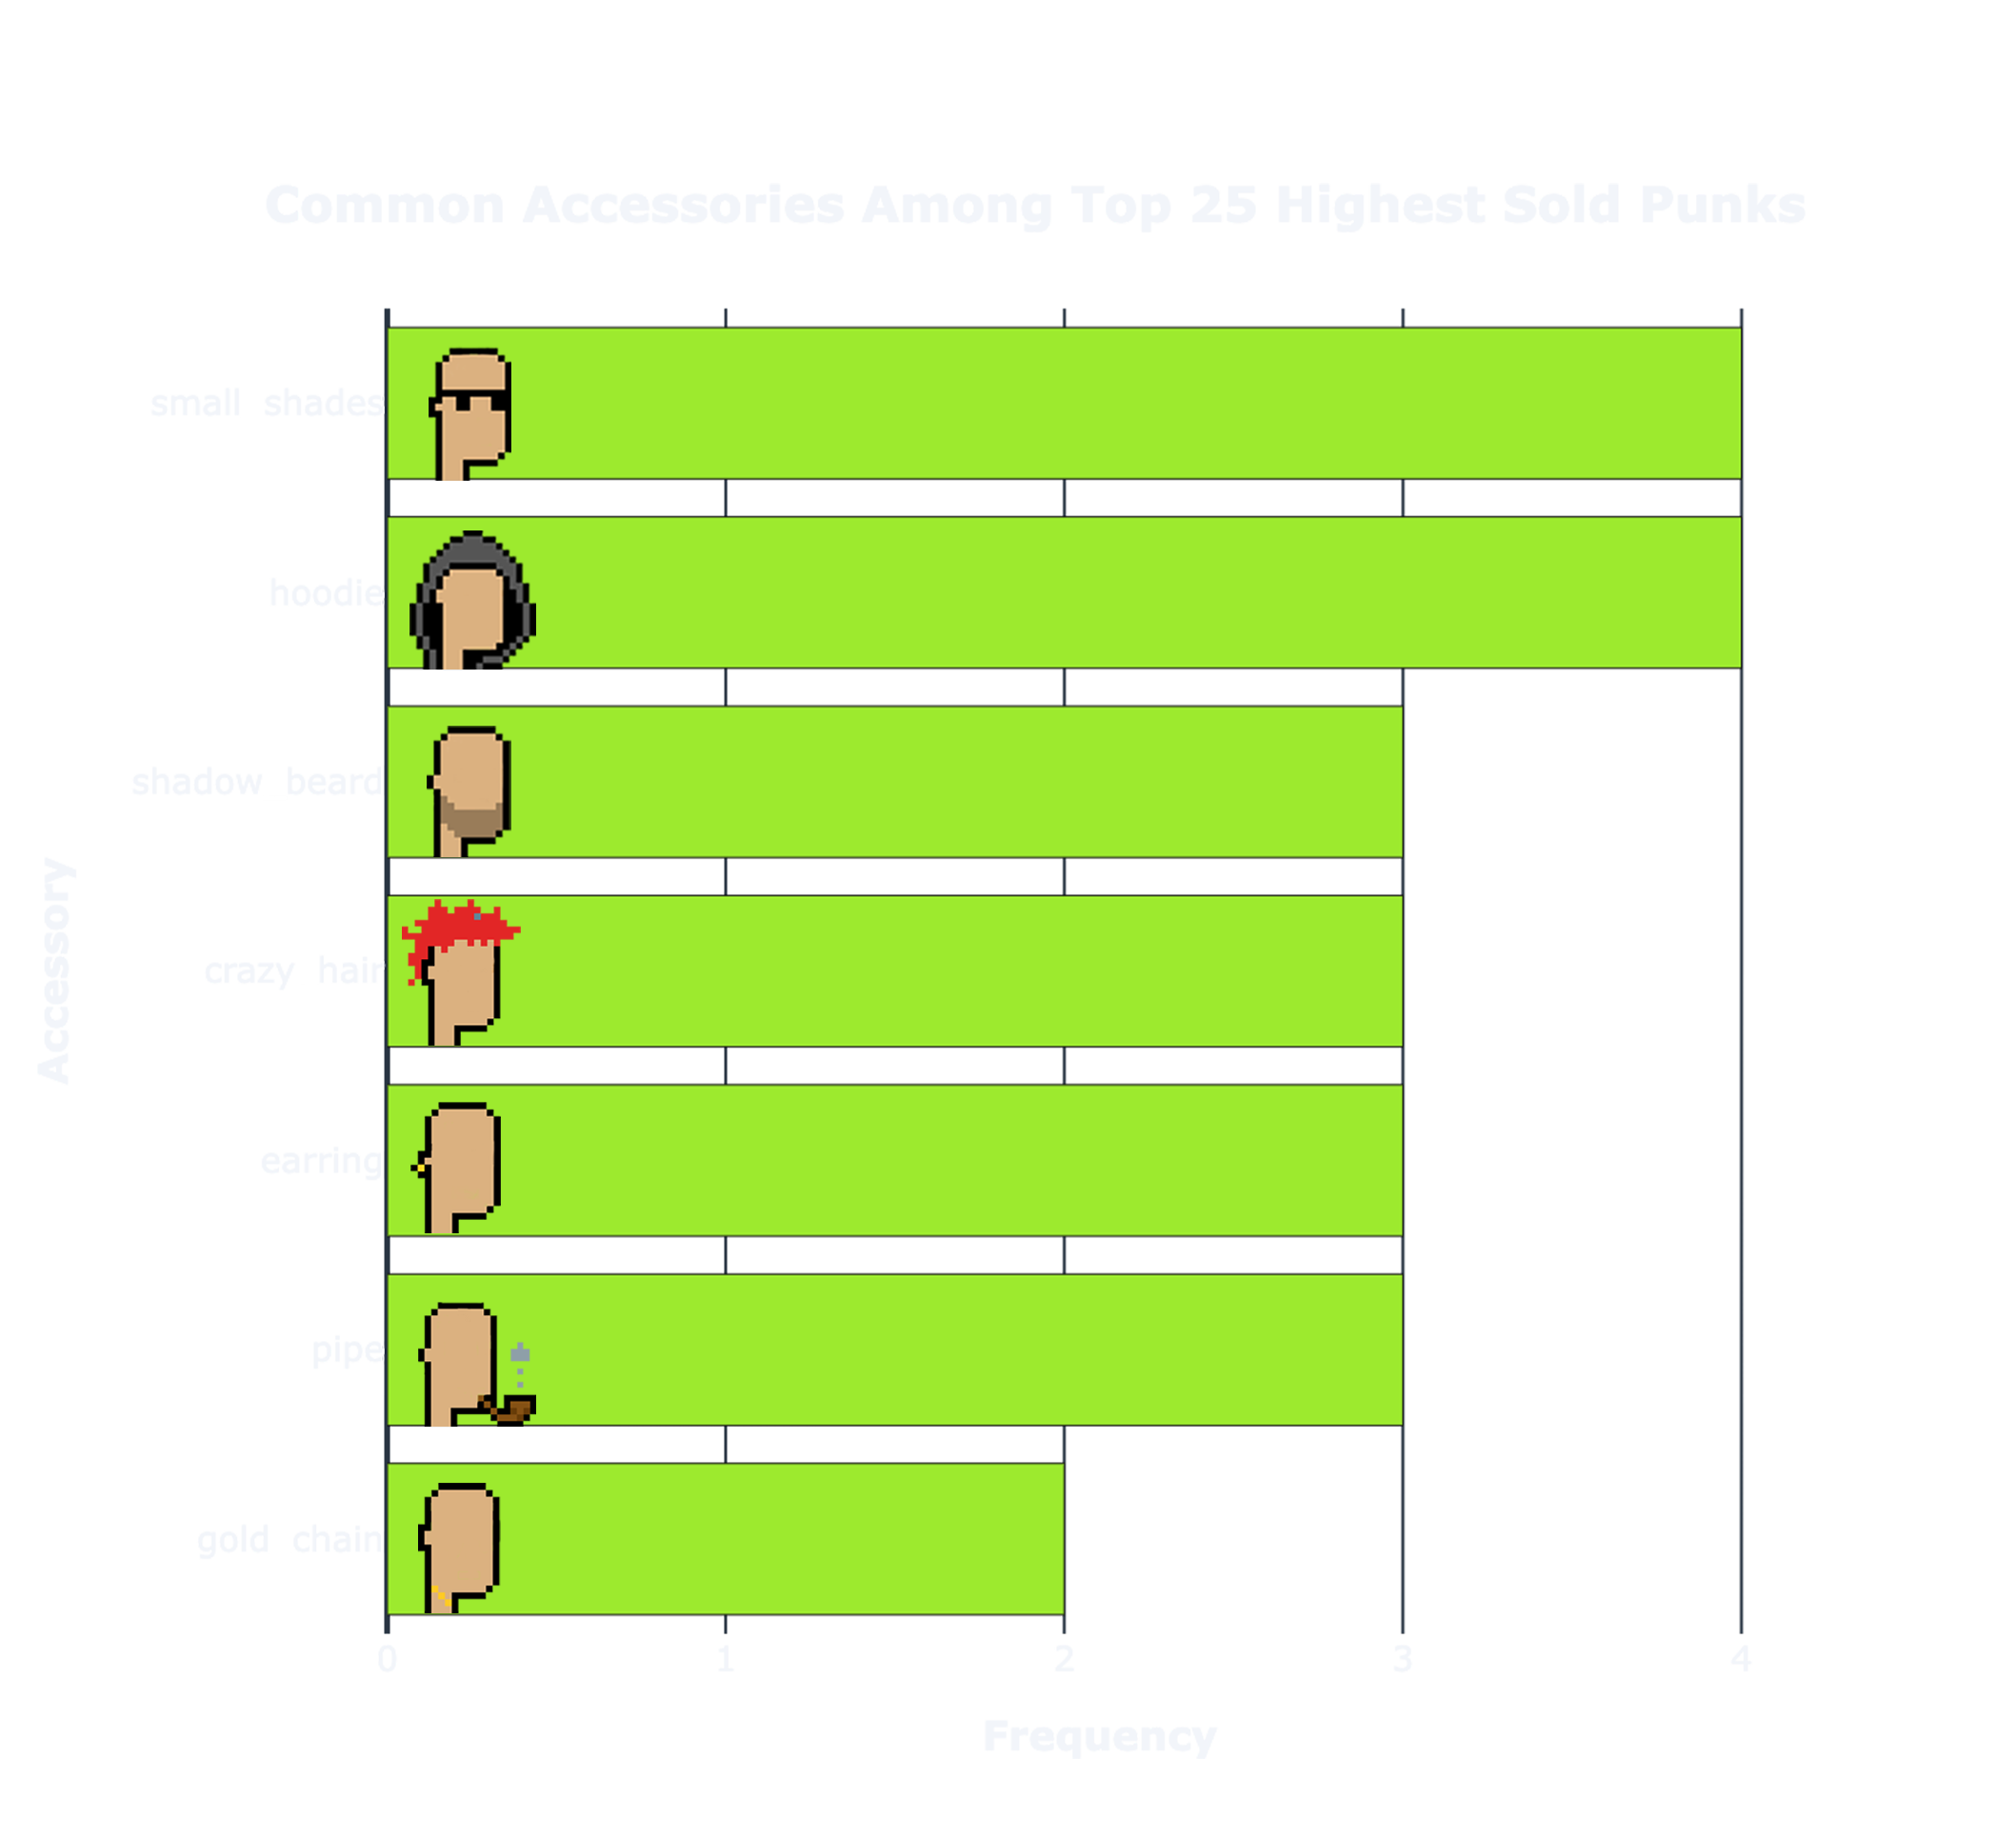 Common Accessories Among Top 25 Highest Sold Punks
small shades
hoodie
shadow beard
crazy hair
earring
pipe
gold chain
Accessory
0 1 2 3 4
Frequency